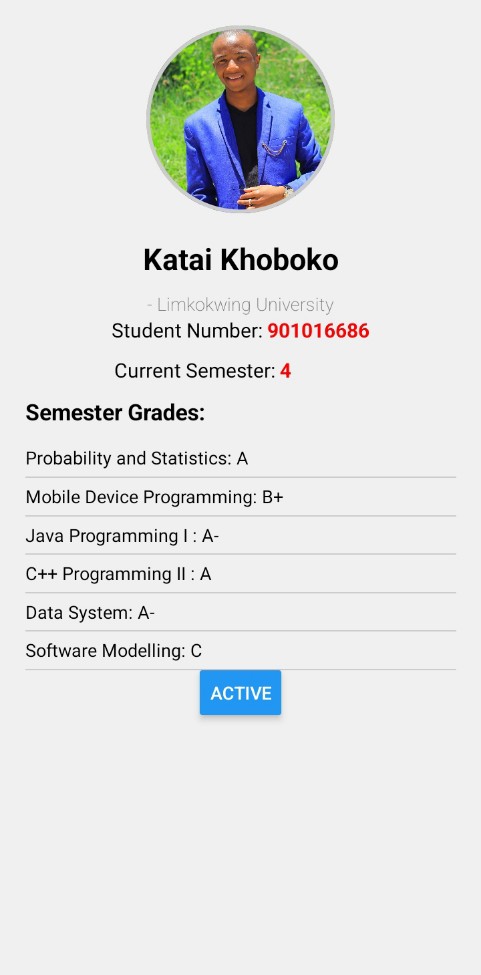 Katai Khoboko
- Limkokwing University
Student Number: 901016686
Current Semester: 4
Semester Grades:
Probability and Statistics: A
Mobile Device Programming: B+
Java Programming I : A-
C++ Programming II : A
Data System: A-
Software Modelling: C
ACTIVE